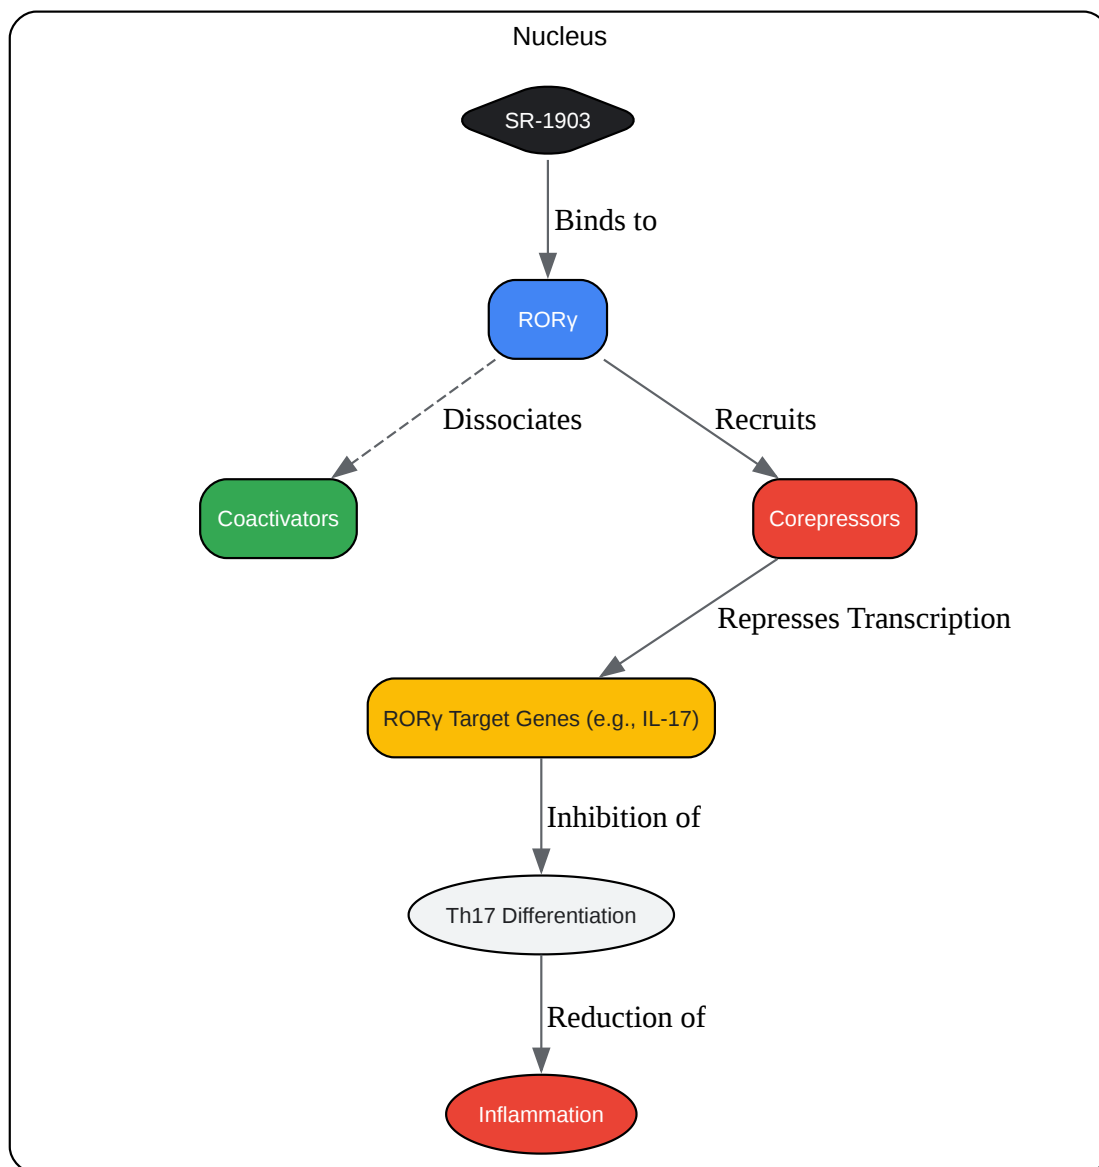 Nucleus
SR-1903
Binds to
RORγ
Dissociates
Recruits
Coactivators
Corepressors
Represses Transcription
RORγ Target Genes (e.g., IL-17)
Inhibition of
Th17 Differentiation
Reduction of
Inflammation